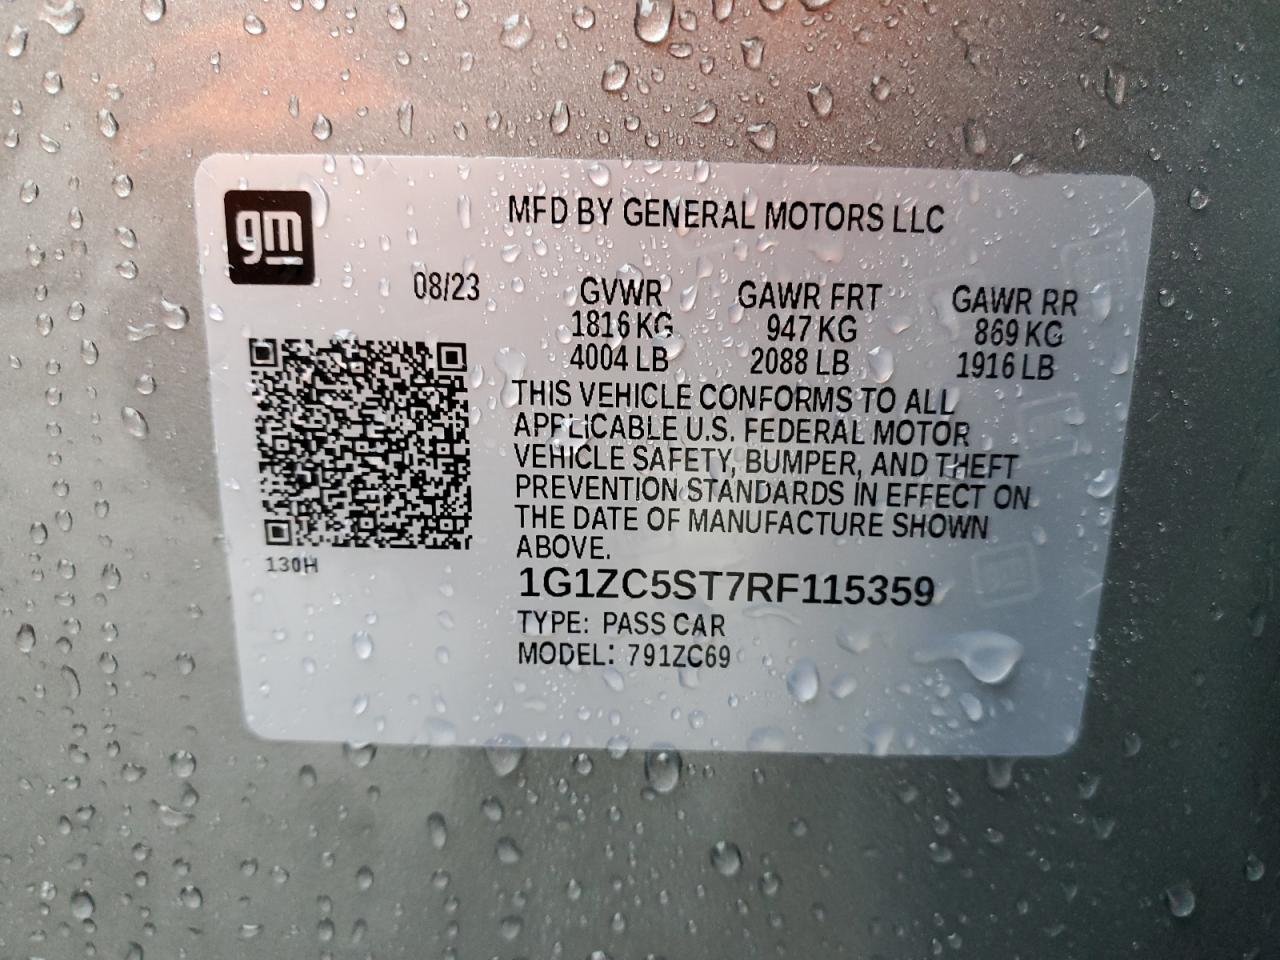 gm
MFD BY GENERAL MOTORS LLC
08/23
GVWR GAWR FRT GAWR RR
1816 KG 947 KG 869 KG
4004 LB 2088 LB 1916 LB
THIS VEHICLE CONFORMS TO ALL
APPLICABLE U.S. FEDERAL MOTOR
VEHICLE SAFETY, BUMPER, AND THEFT
PREVENTION STANDARDS IN EFFECT ON
THE DATE OF MANUFACTURE SHOWN
ABOVE.
130H
1G1ZC5ST7RF115359
TYPE: PASS CAR
MODEL: 791ZC69